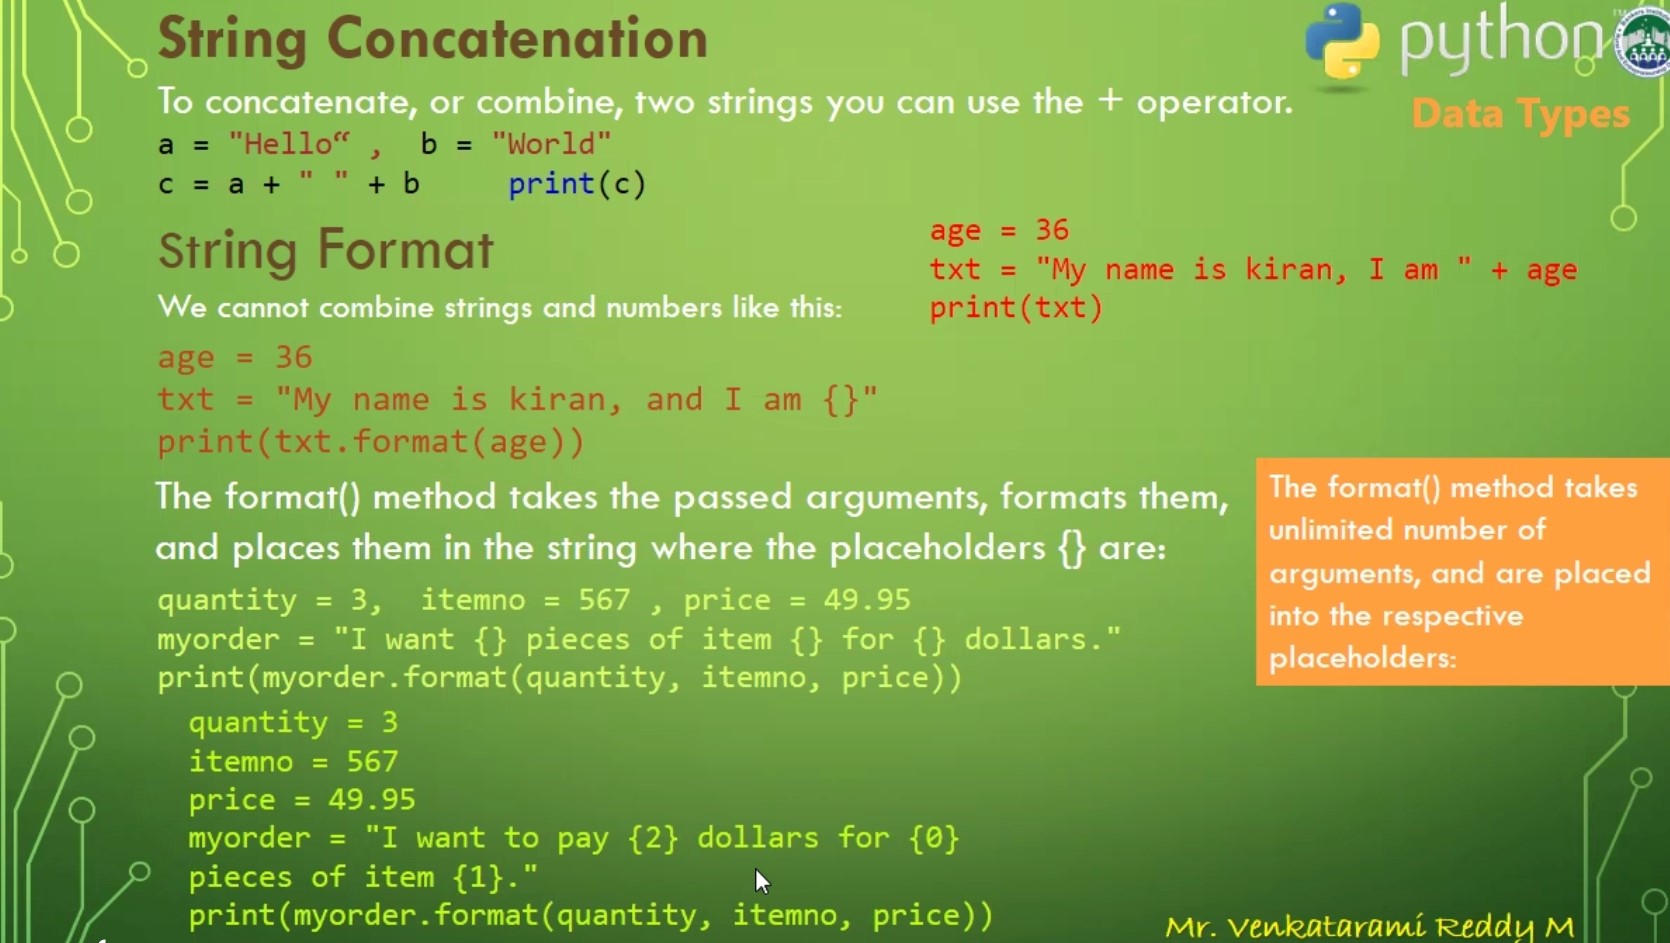 String Concatenation
python
Data Types
To concatenate, or combine, two strings you can use the + operator.
a = "Hello“ ,  b = "World"
c = a + " " + b    print(c)
String Format
We cannot combine strings and numbers like this:
age = 36
txt = "My name is kiran, I am " + age
print(txt)
age = 36
txt = "My name is kiran, and I am {}"
print(txt.format(age))
The format() method takes the passed arguments, formats them,
and places them in the string where the placeholders {} are:
The format() method takes
unlimited number of
arguments, and are placed
into the respective
placeholders:
quantity = 3,  itemno = 567 , price = 49.95
myorder = "I want {} pieces of item {} for {} dollars."
print(myorder.format(quantity, itemno, price))
quantity = 3
itemno = 567
price = 49.95
myorder = "I want to pay {2} dollars for {0}
pieces of item {1}."
print(myorder.format(quantity, itemno, price))
Mr. Venkatarami Reddy M